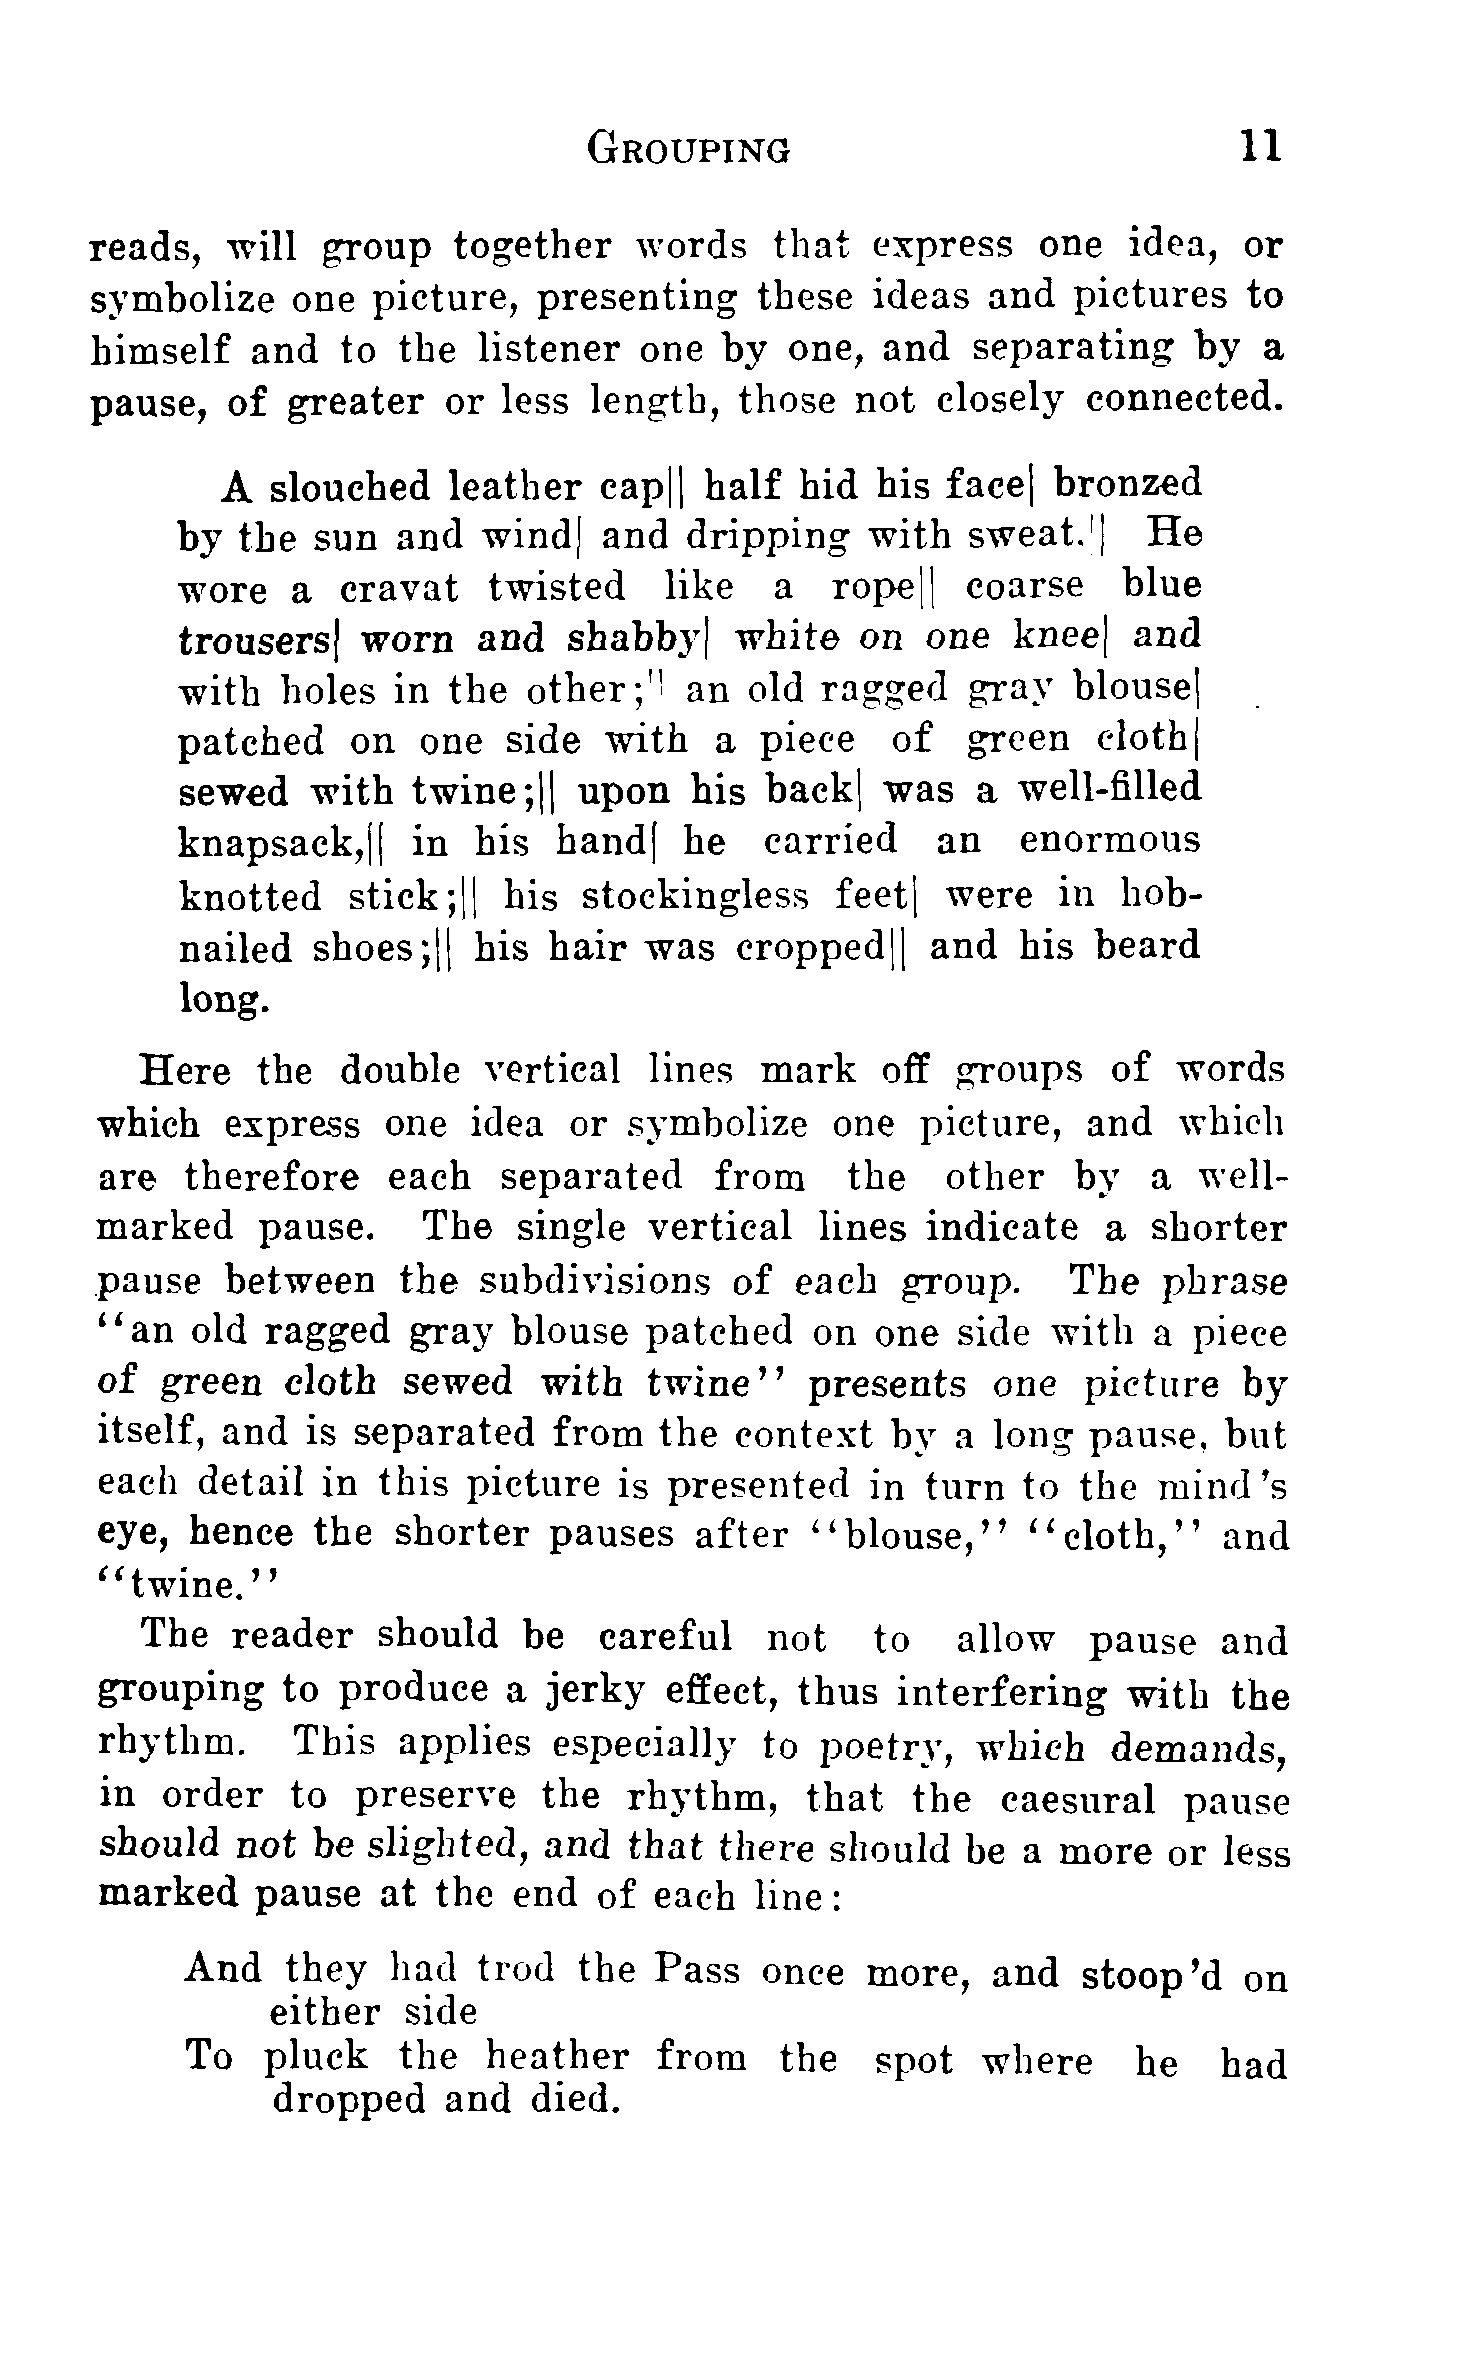 GROUPING 11
reads, will group together words that express one idea, or
symbolize one picture, presenting these ideas and pictures to
himself and to the listener one by one, and separating by a
pause, of greater or less length, those not closely connected.
A slouched leather cap|| half hid his face| bronzed
by the sun and wind| and dripping with sweat.|| He
wore a cravat twisted like a rope|| coarse blue
trousers| worn and shabby| white on one knee| and
with holes in the other;|| an old ragged gray blouse|
patched on one side with a piece of green cloth|
sewed with twine;|| upon his back| was a well-filled
knapsack,|| in his hand| he carried an enormous
knotted stick;|| his stockingless feet| were in hob-
nailed shoes;|| his hair was cropped|| and his beard
long.
Here the double vertical lines mark off groups of words
which express one idea or symbolize one picture, and which
are therefore each separated from the other by a well-
marked pause. The single vertical lines indicate a shorter
pause between the subdivisions of each group. The phrase
“an old ragged gray blouse patched on one side with a piece
of green cloth sewed with twine” presents one picture by
itself, and is separated from the context by a long pause, but
each detail in this picture is presented in turn to the mind's
eye, hence the shorter pauses after “blouse,” “cloth,” and
“twine.”
The reader should be careful not to allow pause and
grouping to produce a jerky effect, thus interfering with the
rhythm. This applies especially to poetry, which demands,
in order to preserve the rhythm, that the caesural pause
should not be slighted, and that there should be a more or less
marked pause at the end of each line:
And they had trod the Pass once more, and stoop'd on
either side
To pluck the heather from the spot where he had
dropped and died.